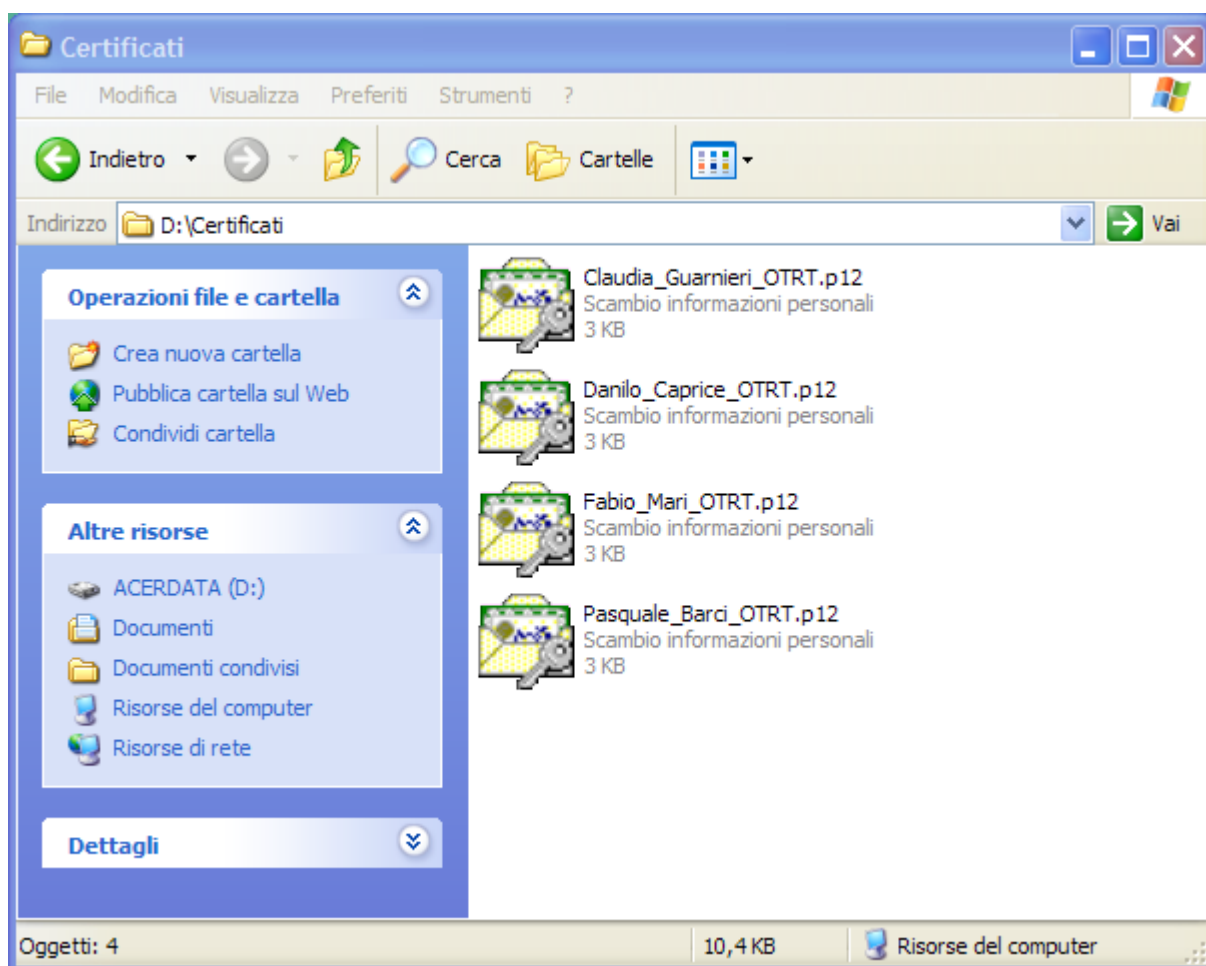 Certificati
File Modifica Visualizza Preferiti Strumenti ?
Indietro Cerca Cartelle
Indirizzo D:\Certificati Vai
Operazioni file e cartella
Crea nuova cartella
Pubblica cartella sul Web
Condividi cartella
Altre risorse
ACERDATA (D:)
Documenti
Documenti condivisi
Risorse del computer
Risorse di rete
Dettagli
Claudia_Guarnieri_OTRT.p12
Scambio informazioni personali
3 KB
Danilo_Caprice_OTRT.p12
Scambio informazioni personali
3 KB
Fabio_Mari_OTRT.p12
Scambio informazioni personali
3 KB
Pasquale_Barci_OTRT.p12
Scambio informazioni personali
3 KB
Oggetti: 4 10,4 KB Risorse del computer